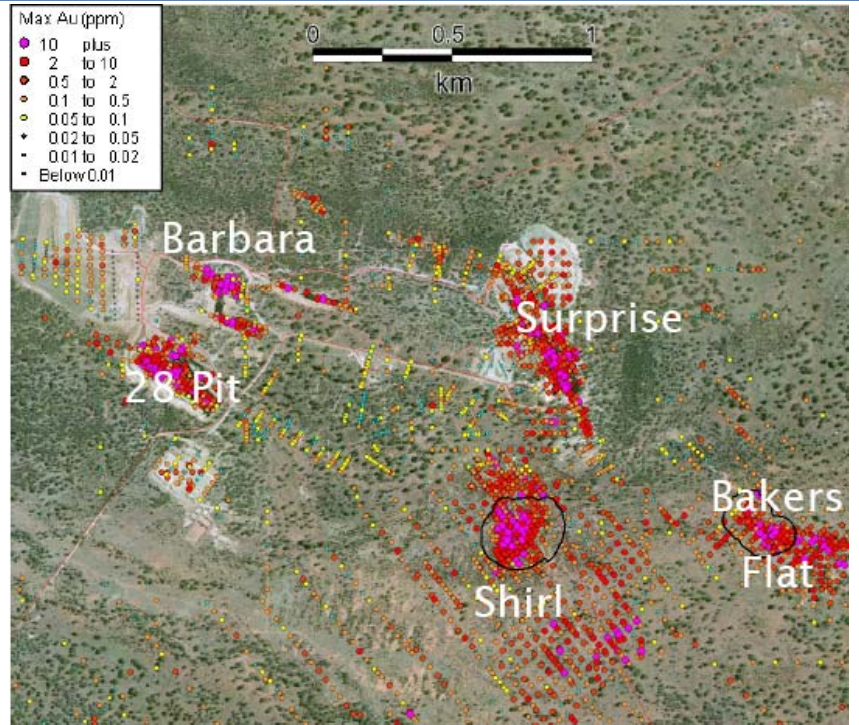 Max Au (ppm)
10 plus
2 to 10
0.5 to 2
0.1 to 0.5
0.05 to 0.1
0.02 to 0.05
0.01 to 0.02
Below 0.01
0 0.5 1
km
Barbara
Surprise
28 Pit
Bakers
Flat
Shirl